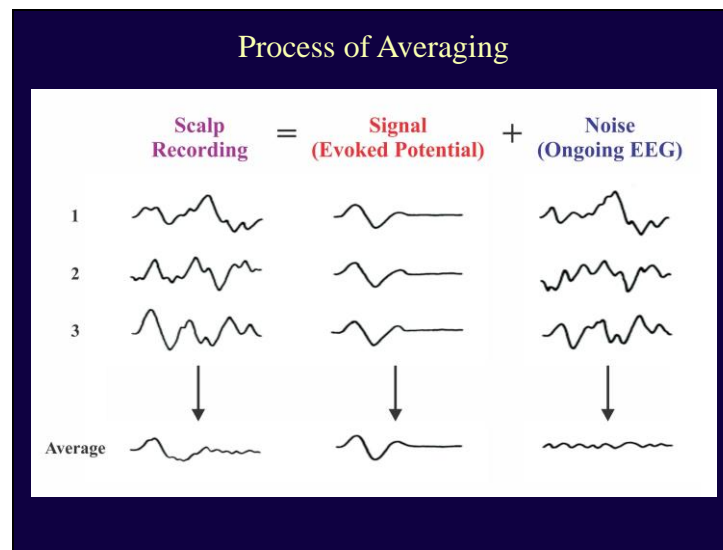 Process of Averaging
Scalp Recording = Signal (Evoked Potential) + Noise (Ongoing EEG)
1
2
3
Average